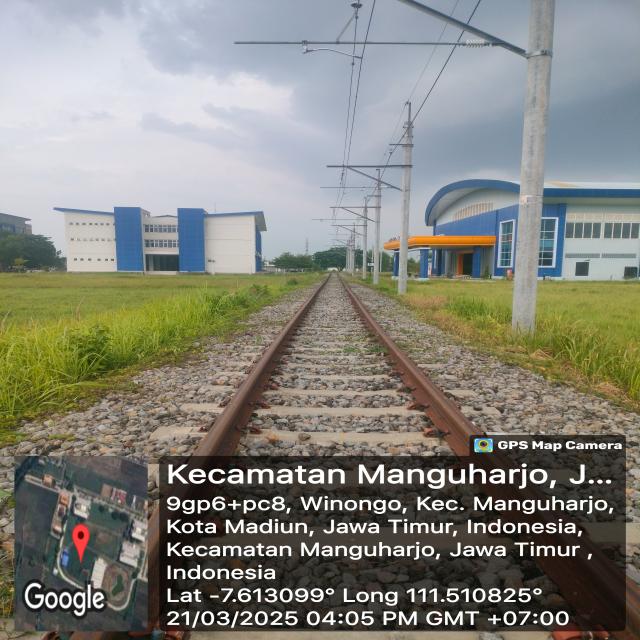 GPS Map Camera
Kecamatan Manguharjo, J...
9gp6+pc8, Winongo, Kec. Manguharjo,
Kota Madiun, Jawa Timur, Indonesia,
Kecamatan Manguharjo, Jawa Timur ,
Indonesia
Lat -7.613099° Long 111.510825°
21/03/2025 04:05 PM GMT +07:00
Google